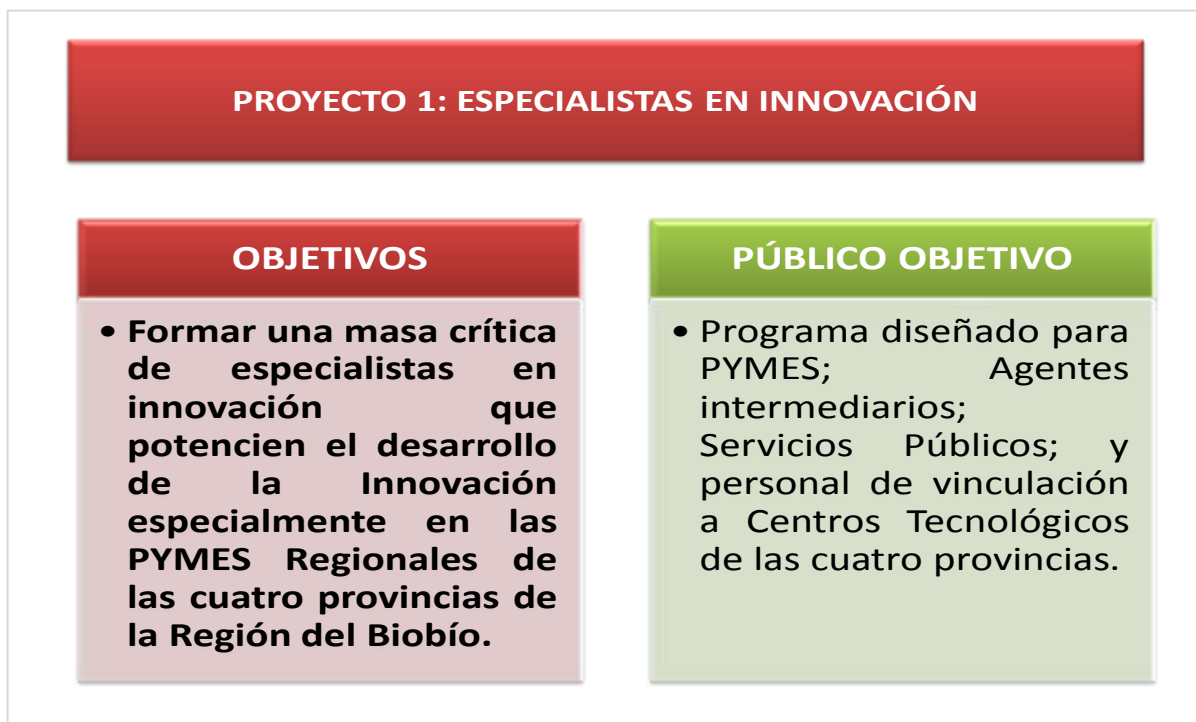 PROYECTO 1: ESPECIALISTAS EN INNOVACIÓN
OBJETIVOS
• Formar una masa crítica
de especialistas en
innovación que
potencien el desarrollo
de la Innovación
especialmente en las
PYMES Regionales de
las cuatro provincias de
la Región del Biobío.
PÚBLICO OBJETIVO
• Programa diseñado para
PYMES; Agentes
intermediarios;
Servicios Públicos; y
personal de vinculación
a Centros Tecnológicos
de las cuatro provincias.